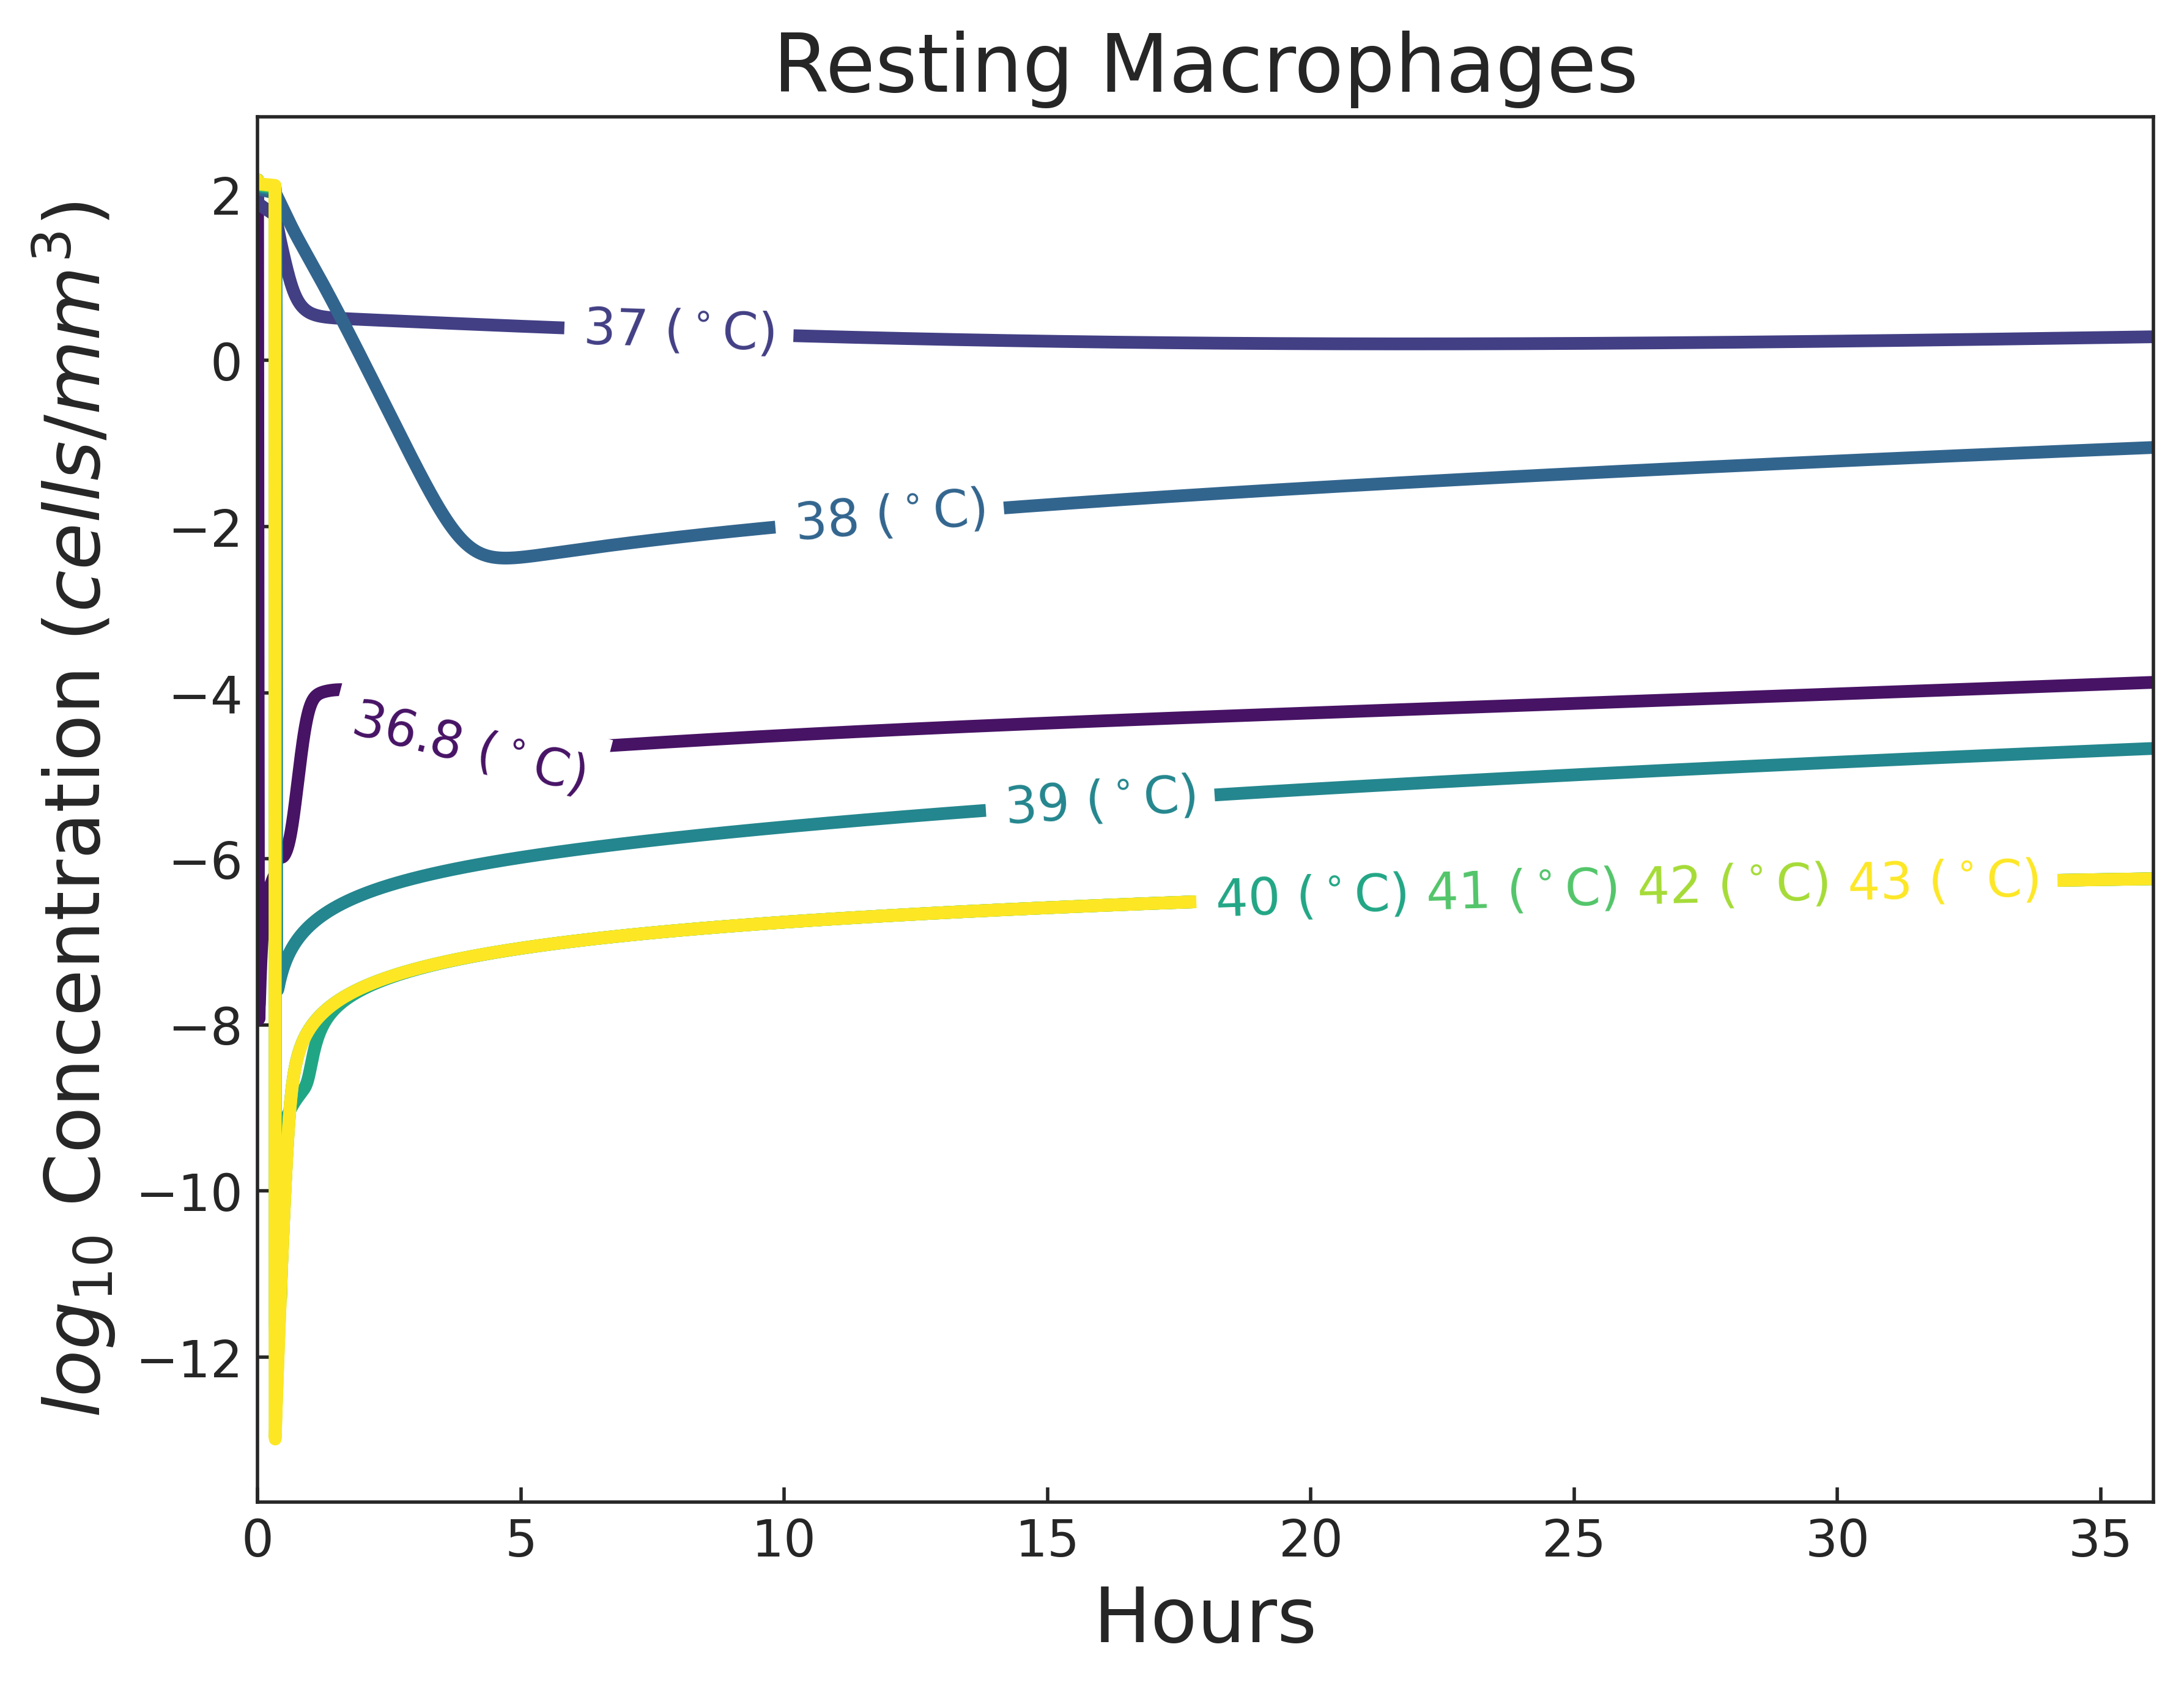 Resting Macrophages
log₁₀ Concentration (cells/mm³)
2
0
−2
−4
−6
−8
−10
−12
37 (°C)
38 (°C)
36.8 (°C)
39 (°C)
40 (°C) 41 (°C) 42 (°C) 43 (°C)
0 5 10 15 20 25 30 35
Hours